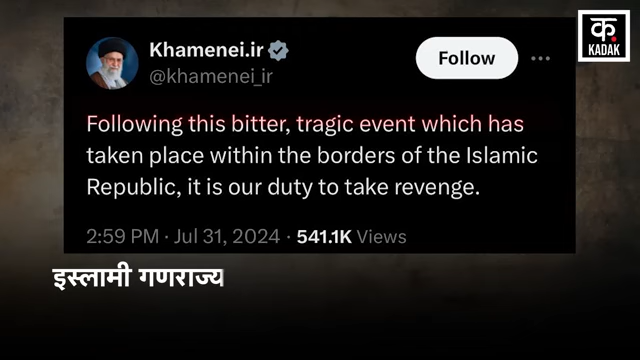 क.
KADAK
Khamenei.ir
@khamenei_ir
Follow
Following this bitter, tragic event which has
taken place within the borders of the Islamic
Republic, it is our duty to take revenge.
2:59 PM · Jul 31, 2024 · 541.1K Views
इस्लामी गणराज्य